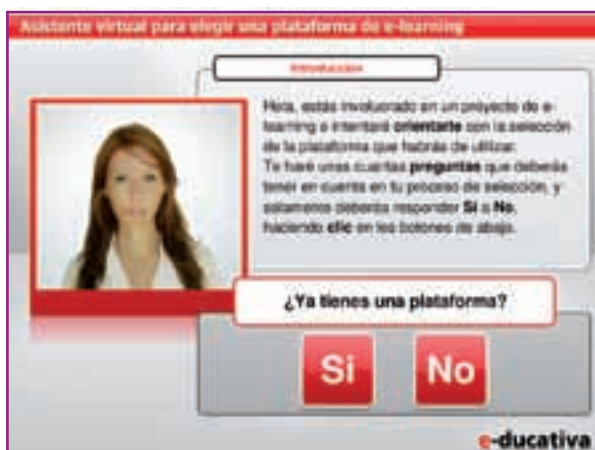 Asistente virtual para elegir una plataforma de e-learning
Introducción
Hola, estás involucrado en un proyecto de e-
learning e intentaré orientarte con la selección
de la plataforma que habrás de utilizar.
Te haré unas cuantas preguntas que deberás
tener en cuenta en tu proceso de selección, y
solamente deberás responder Si o No,
haciendo clic en los botones de abajo.
¿Ya tienes una plataforma?
Si
No
e-ducativa